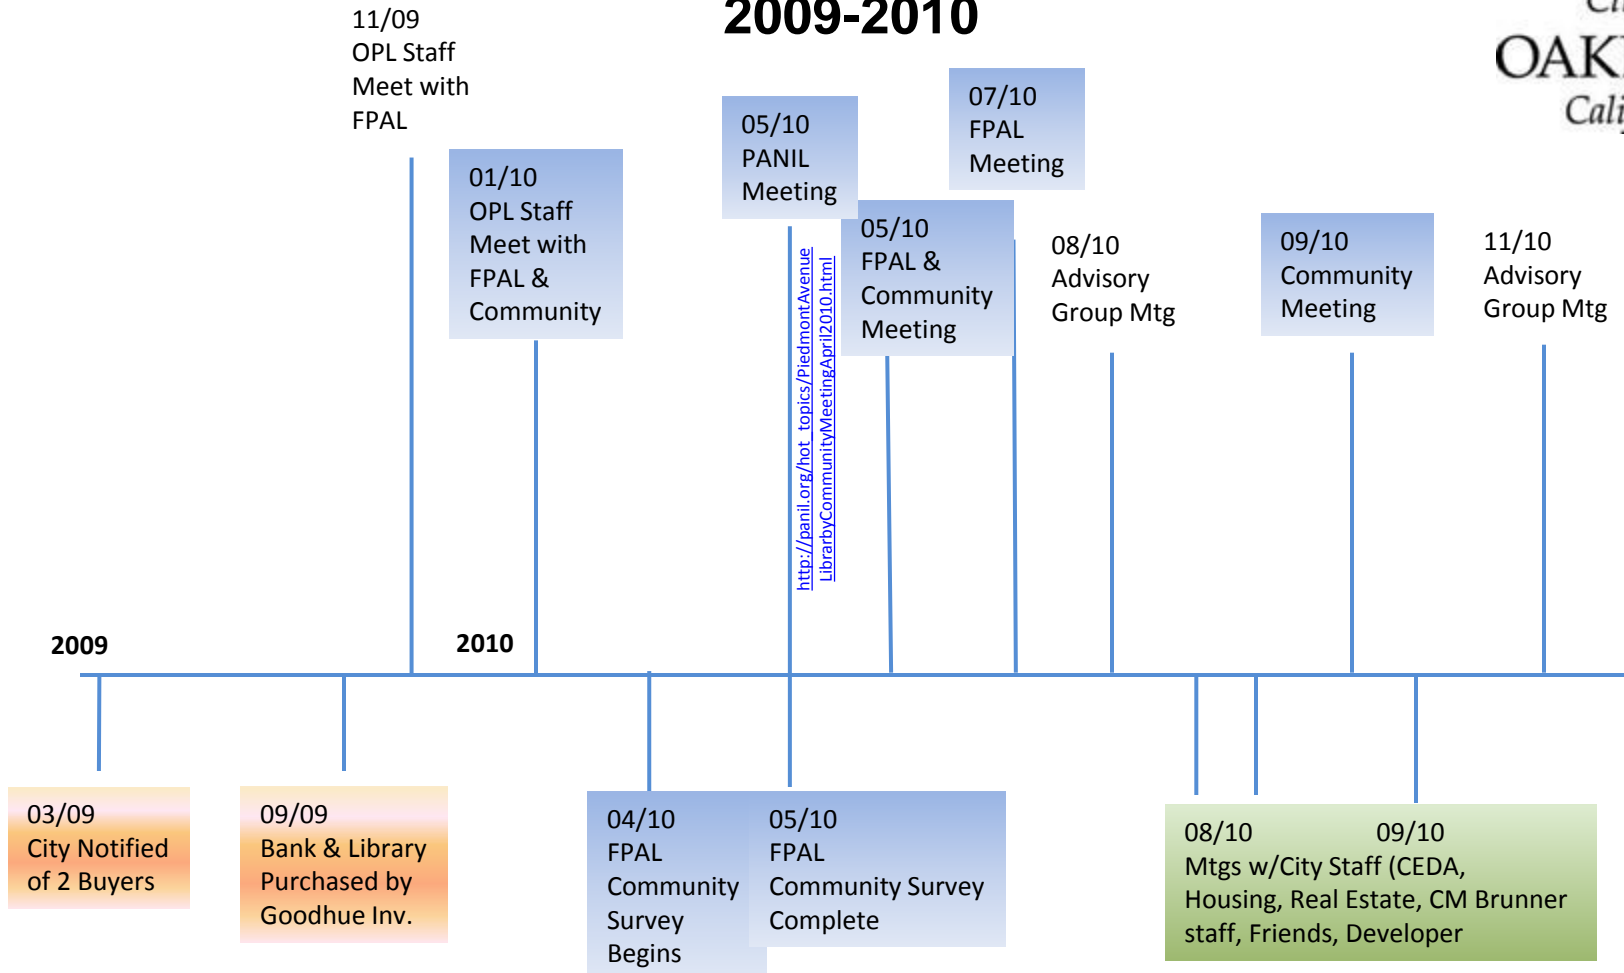 2009-2010
OAK
11/09
OPL Staff
Meet with
FPAL
01/10
OPL Staff
Meet with
FPAL &
Community
05/10
PANIL
Meeting
http://panil.org/hot_topics/PiedmontAvenue
LibrarbyCommunityMeetingApril2010.html
05/10
FPAL &
Community
Meeting
07/10
FPAL
Meeting
08/10
Advisory
Group Mtg
09/10
Community
Meeting
11/10
Advisory
Group Mtg
2009
2010
03/09
City Notified
of 2 Buyers
09/09
Bank & Library
Purchased by
Goodhue Inv.
04/10
FPAL
Community
Survey
Begins
05/10
FPAL
Community Survey
Complete
08/10 09/10
Mtgs w/City Staff (CEDA,
Housing, Real Estate, CM Brunner
staff, Friends, Developer